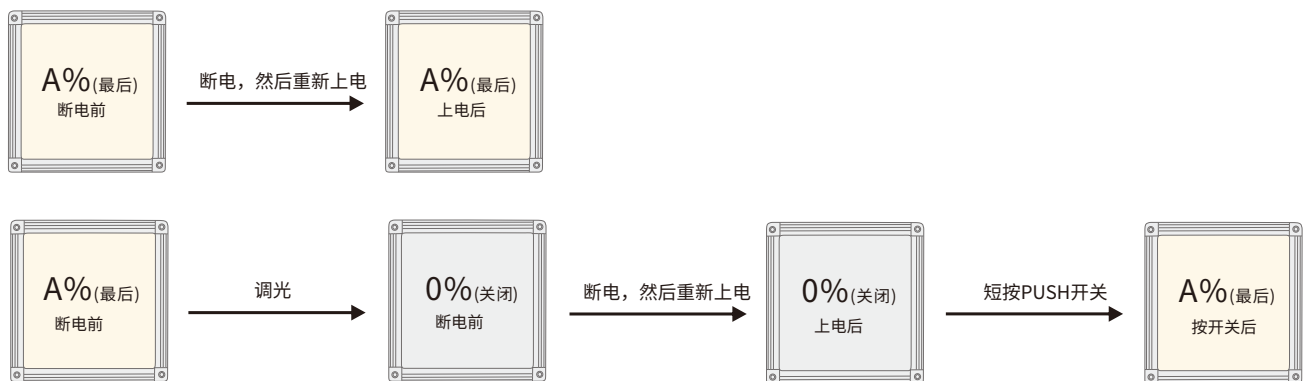 A%(最后)
断电前
断电，然后重新上电
A%(最后)
上电后
A%(最后)
断电前
调光
0%(关闭)
断电前
断电，然后重新上电
0%(关闭)
上电后
短按PUSH开关
A%(最后)
按开关后